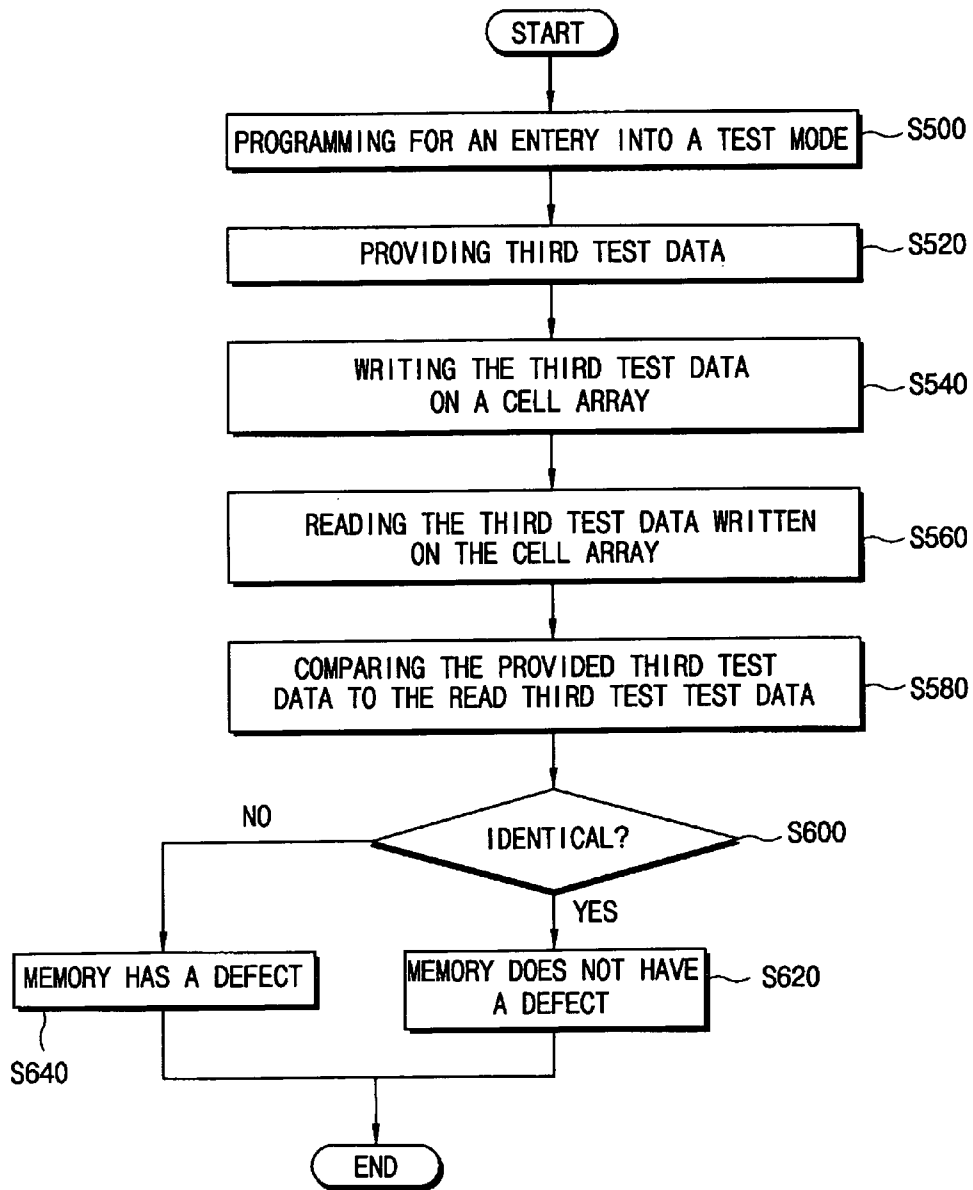 START
PROGRAMMING FOR AN ENTERY INTO A TEST MODE
S500
PROVIDING THIRD TEST DATA
S520
WRITING THE THIRD TEST DATA
ON A CELL ARRAY
S540
READING THE THIRD TEST DATA WRITTEN
ON THE CELL ARRAY
S560
COMPARING THE PROVIDED THIRD TEST
DATA TO THE READ THIRD TEST TEST DATA
S580
IDENTICAL?
S600
NO
YES
MEMORY HAS A DEFECT
S640
MEMORY DOES NOT HAVE
A DEFECT
S620
END